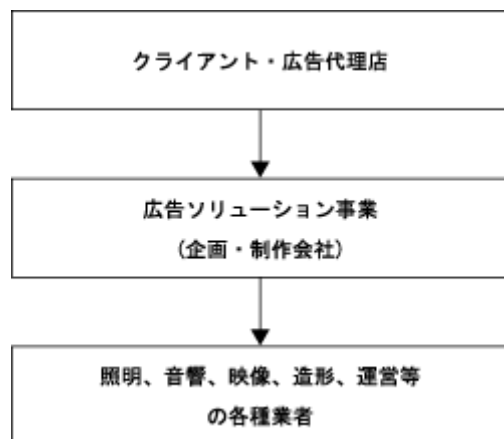 クライアント・広告代理店
広告ソリューション事業
(企画・制作会社)
照明、音響、映像、造形、運営等
の各種業者